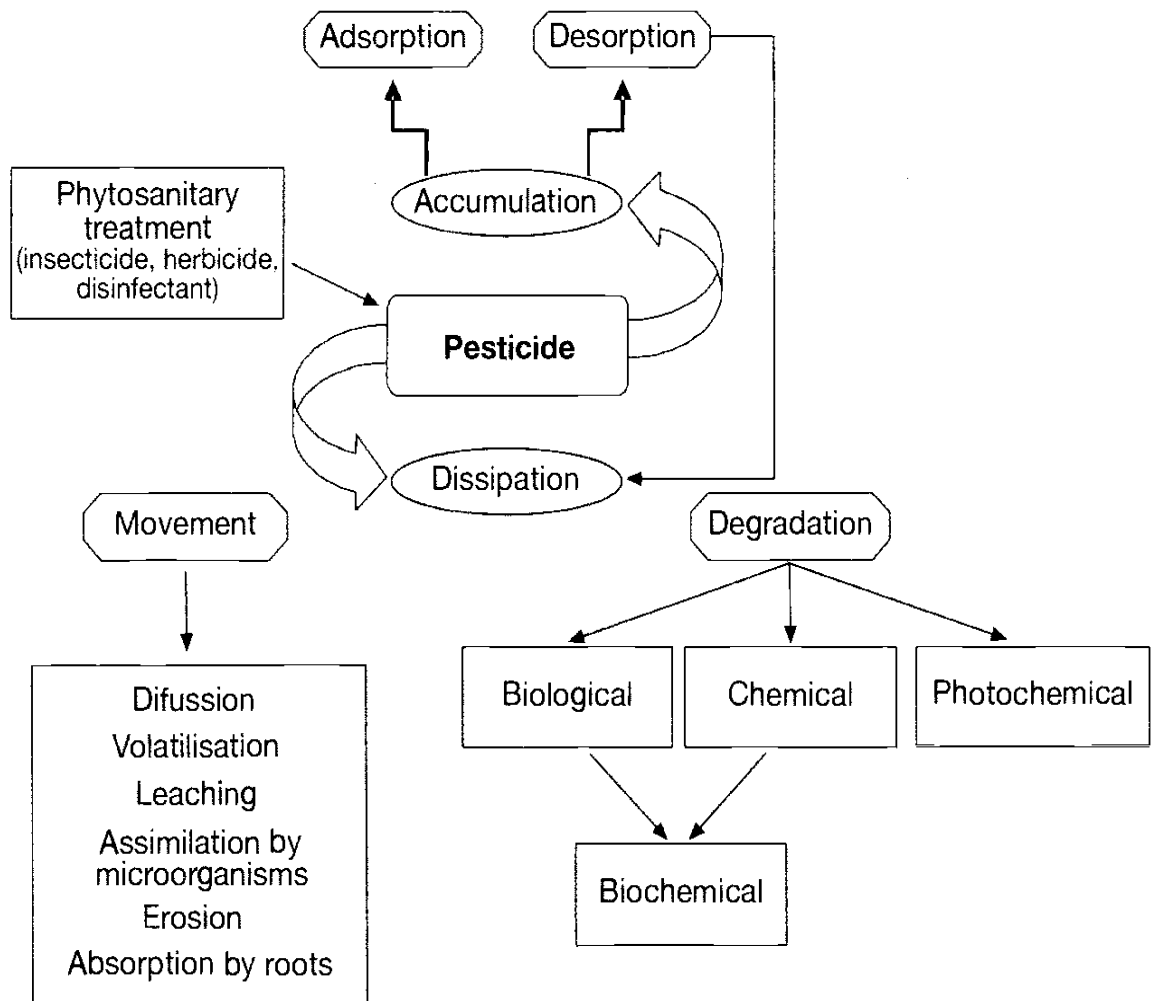 Adsorption
Desorption
Phytosanitary
treatment
(insecticide, herbicide,
disinfectant)
Accumulation
Pesticide
Dissipation
Movement
Degradation
Difussion
Volatilisation
Leaching
Assimilation by
microorganisms
Erosion
Absorption by roots
Biological
Chemical
Photochemical
Biochemical